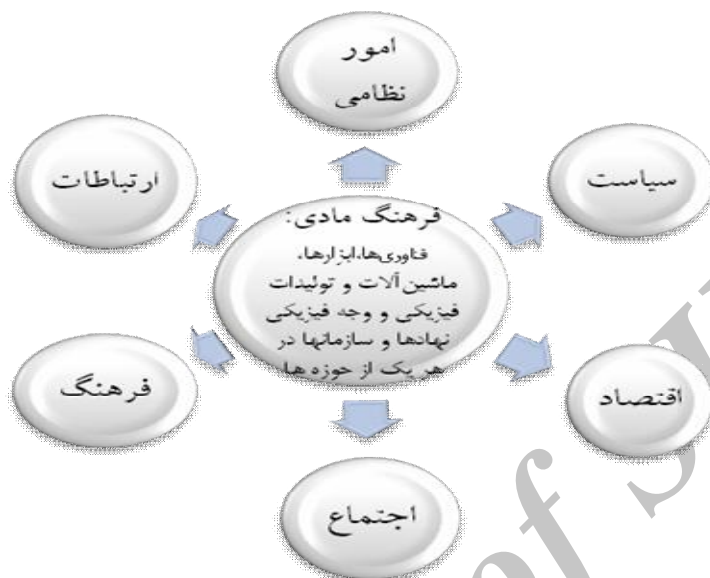 امور
نظامی
سیاست
ارتباطات
فرهنگ مادی:
فناوری‌ها،ابزارها،
ماشین آلات و تولیدات
فیزیکی و وجه فیزیکی
نهادها و سازمانها در
هر یک از حوزه ها
اقتصاد
فرهنگ
اجتماع
of